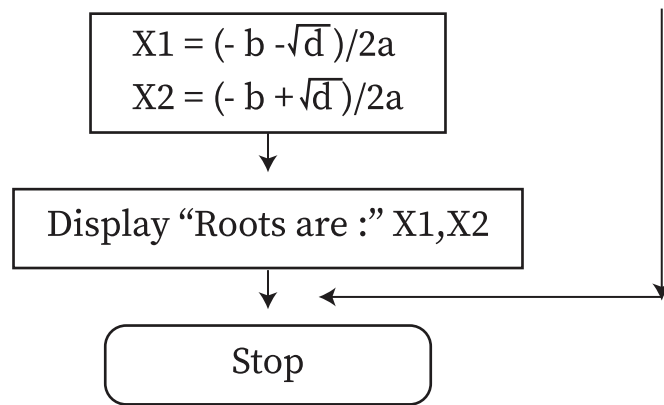 X1 = (- b -√d )/2a
X2 = (- b +√d )/2a
Display “Roots are :” X1,X2
Stop